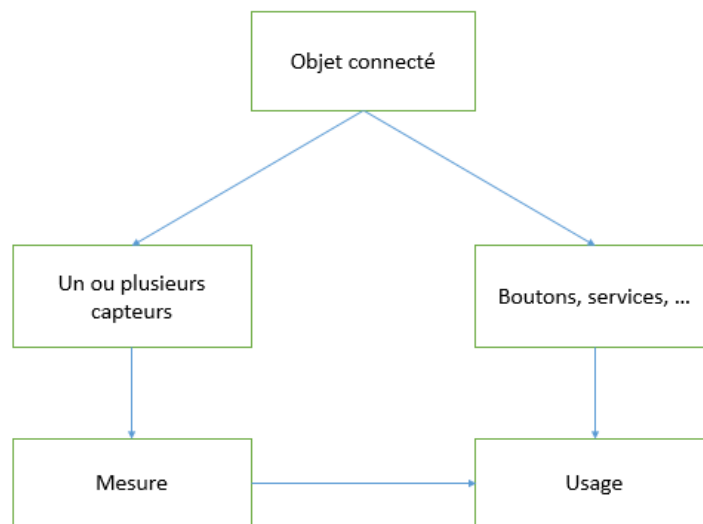 Objet connecté
Un ou plusieurs
capteurs
Boutons, services, ...
Mesure
Usage